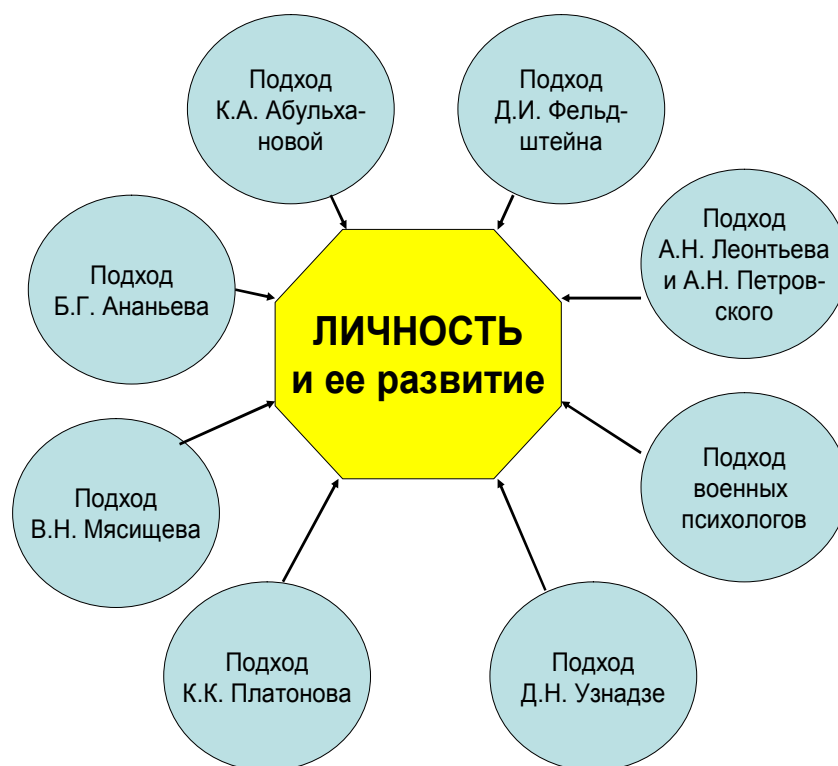 Подход
К.А. Абульха-
новой
Подход
Д.И. Фельд-
штейна
Подход
А.Н. Леонтьева
и А.Н. Петров-
ского
Подход
Б.Г. Ананьева
ЛИЧНОСТЬ
и ее развитие
Подход
военных
психологов
Подход
В.Н. Мясищева
Подход
К.К. Платонова
Подход
Д.Н. Узнадзе